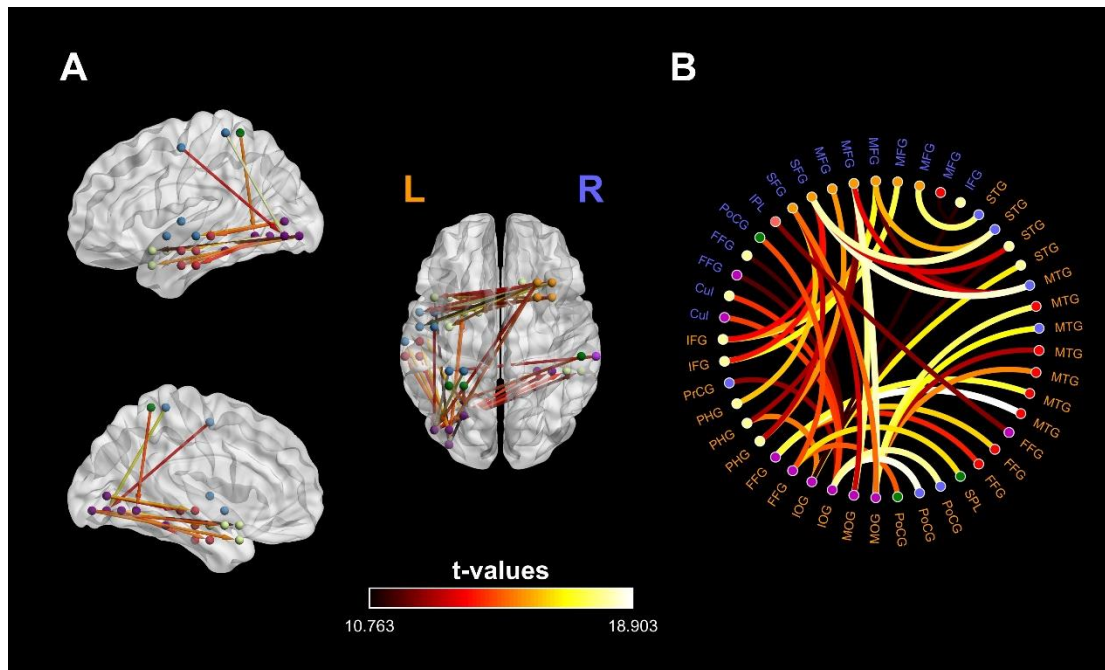 A
B
L
R
MFG
MFG
MFG
MFG
MFG
MFG
IFG
STG
STG
STG
MTG
MTG
MTG
MTG
MTG
MTG
FFG
FFG
FFG
SPL
PoCG
PoCG
PoCG
MOG
MOG
IOG
IOG
FFG
FFG
PHG
PHG
PHG
PrCG
IFG
IFG
Cul
Cul
FFG
FFG
PoCG
IPL
SFG
SFG
t-values
10.763
18.903